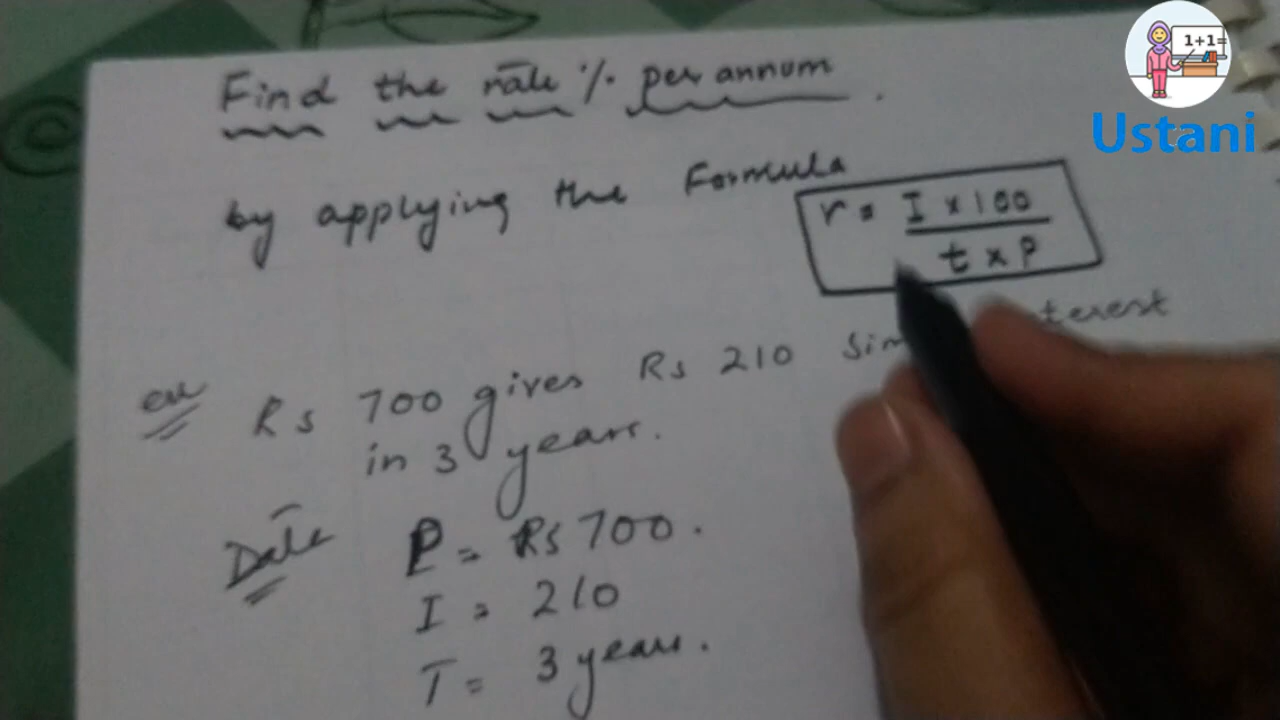 Find the rate % per annum.
by applying the Formula
r = I × 100
t × P
ex Rs 700 gives Rs 210 Sim terest
in 3 years.
Data P = Rs 700.
I = 210
T = 3 years.
1+1=
Ustani